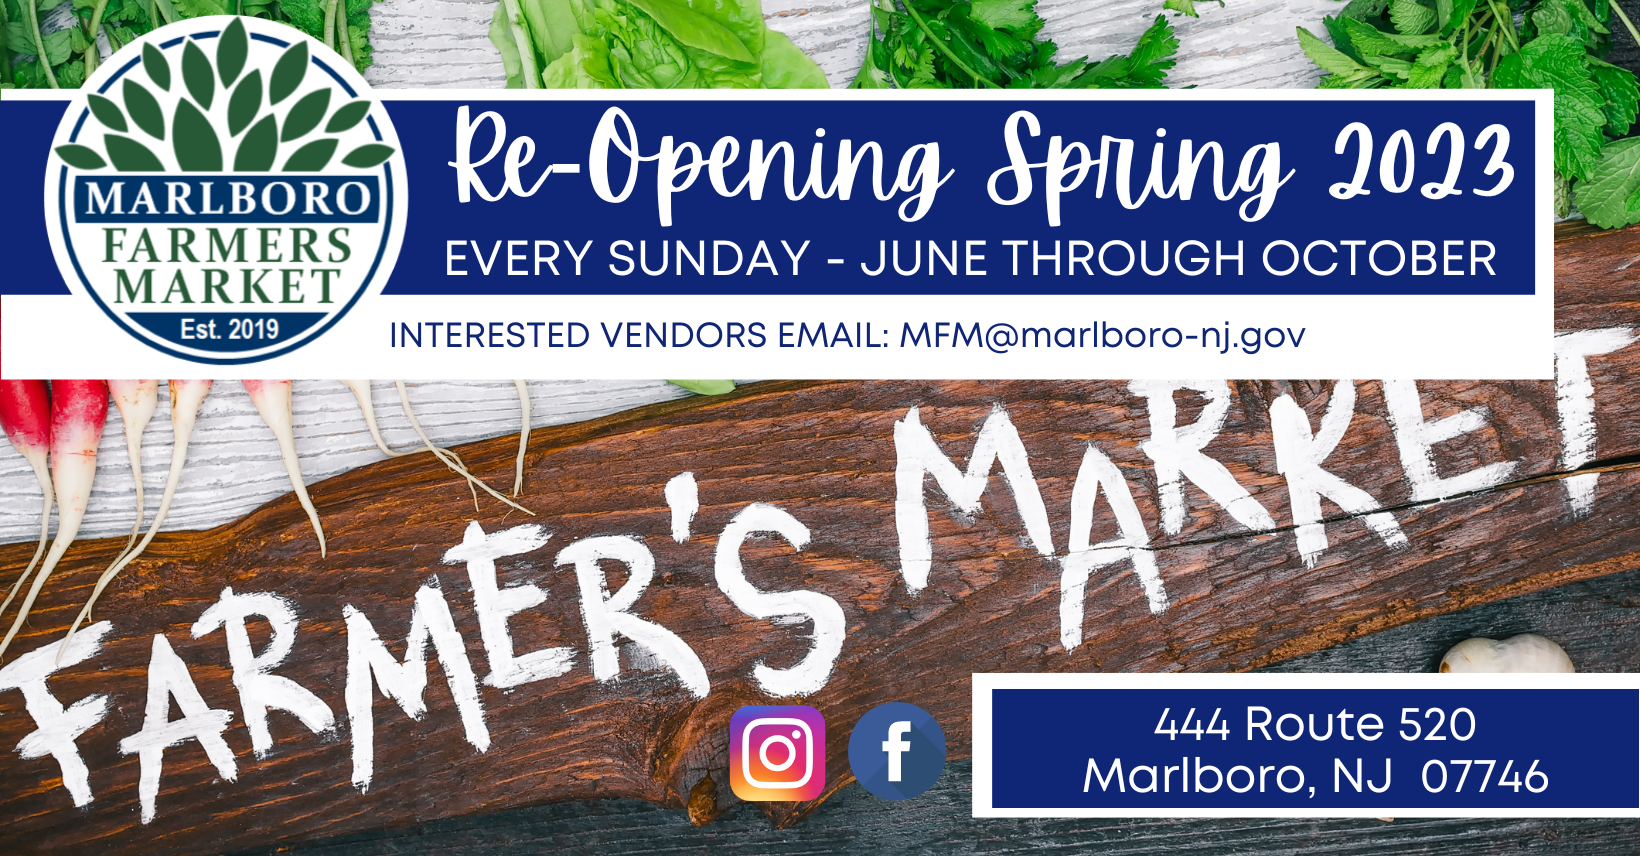 MARLBORO
FARMERS
MARKET
Est. 2019
Re-Opening Spring 2023
EVERY SUNDAY - JUNE THROUGH OCTOBER
INTERESTED VENDORS EMAIL: MFM@marlboro-nj.gov
FARMER'S MARKET
444 Route 520
Marlboro, NJ 07746